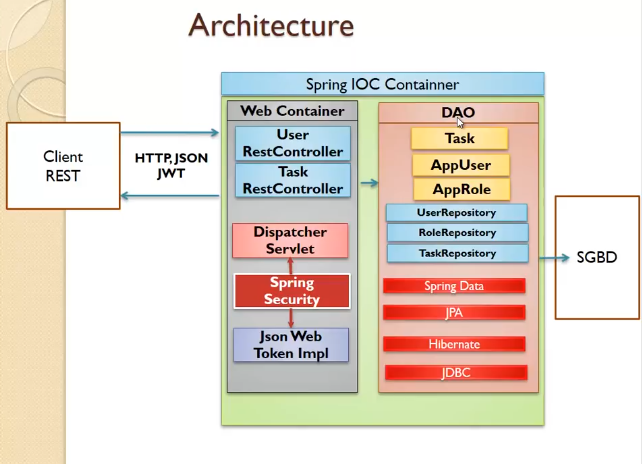 Architecture
Spring IOC Containner
Web Container
User
RestController
Task
RestController
Dispatcher
Servlet
Spring
Security
Json Web
Token Impl
DAO
Task
AppUser
AppRole
UserRepository
RoleRepository
TaskRepository
Spring Data
JPA
Hibernate
JDBC
Client
REST
HTTP, JSON
JWT
SGBD